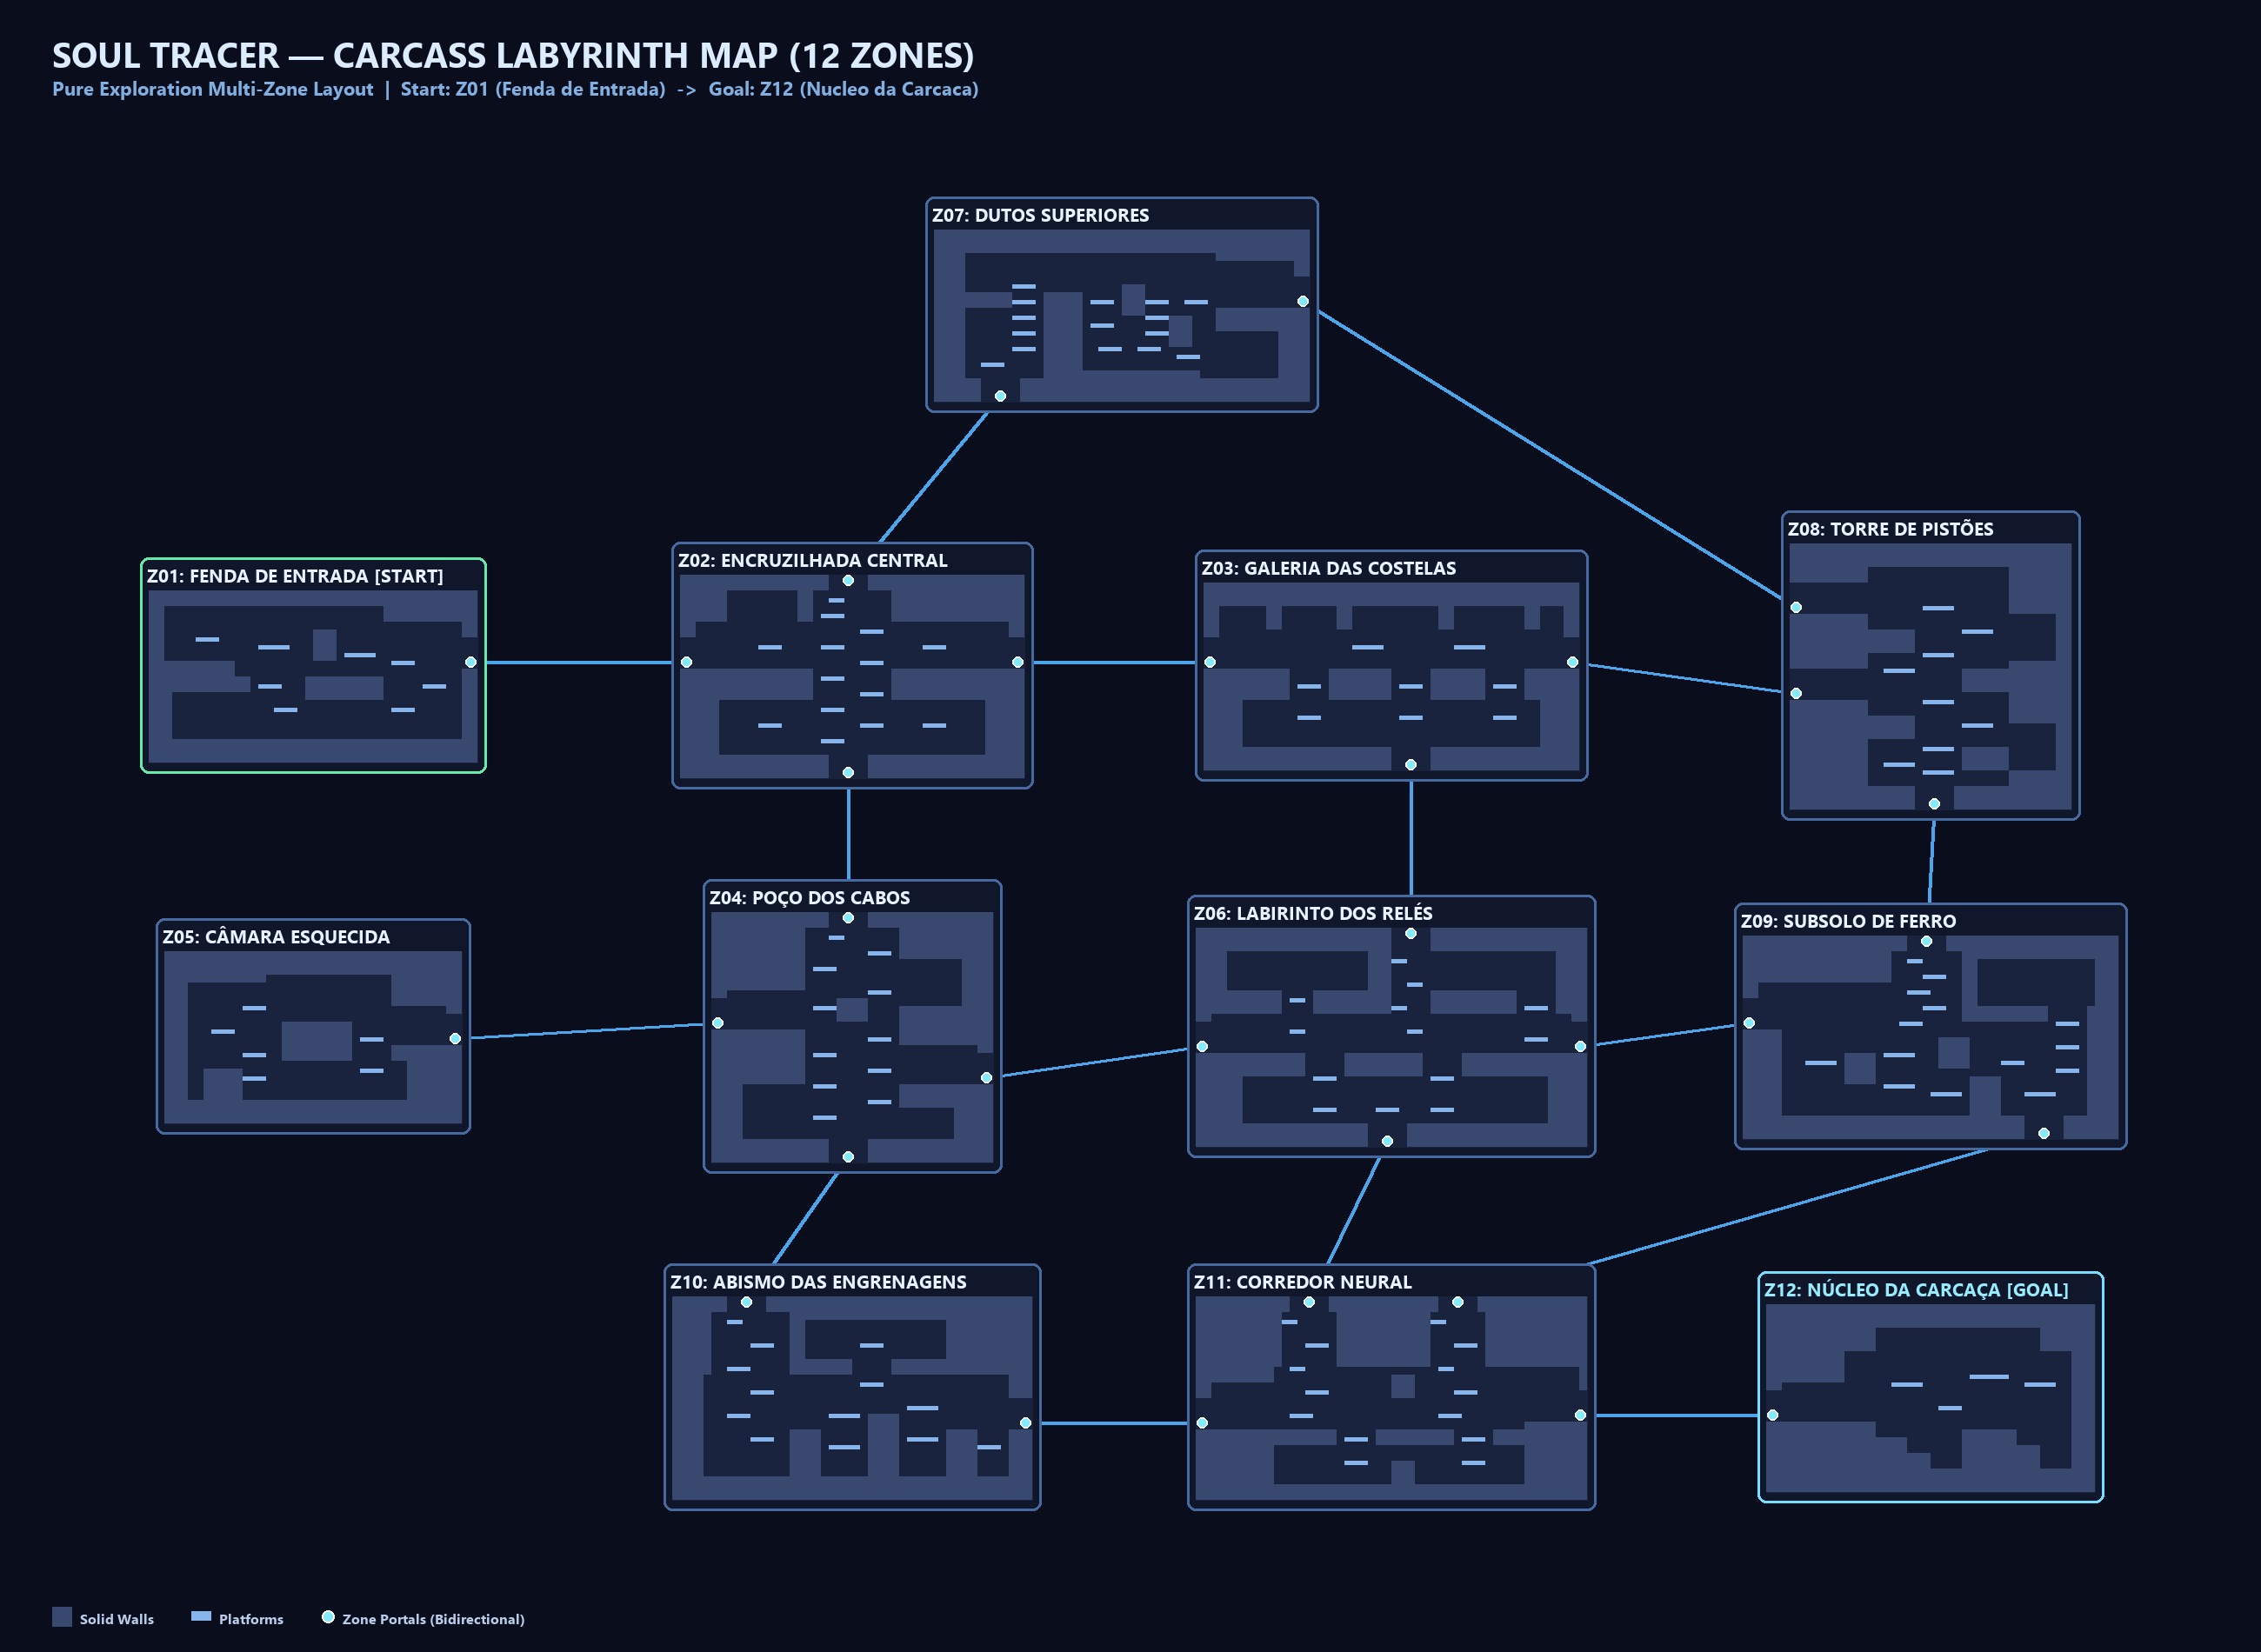 SOUL TRACER — CARCASS LABYRINTH MAP (12 ZONES)
Pure Exploration Multi-Zone Layout | Start: Z01 (Fenda de Entrada) -> Goal: Z12 (Nucleo da Carcaca)
Z07: DUTOS SUPERIORES
Z01: FENDA DE ENTRADA [START]
Z02: ENCRUZILHADA CENTRAL
Z03: GALERIA DAS COSTELAS
Z08: TORRE DE PISTÕES
Z05: CÂMARA ESQUECIDA
Z04: POÇO DOS CABOS
Z06: LABIRINTO DOS RELÉS
Z09: SUBSOLO DE FERRO
Z10: ABISMO DAS ENGRENAGENS
Z11: CORREDOR NEURAL
Z12: NÚCLEO DA CARCAÇA [GOAL]
Solid Walls
Platforms
Zone Portals (Bidirectional)